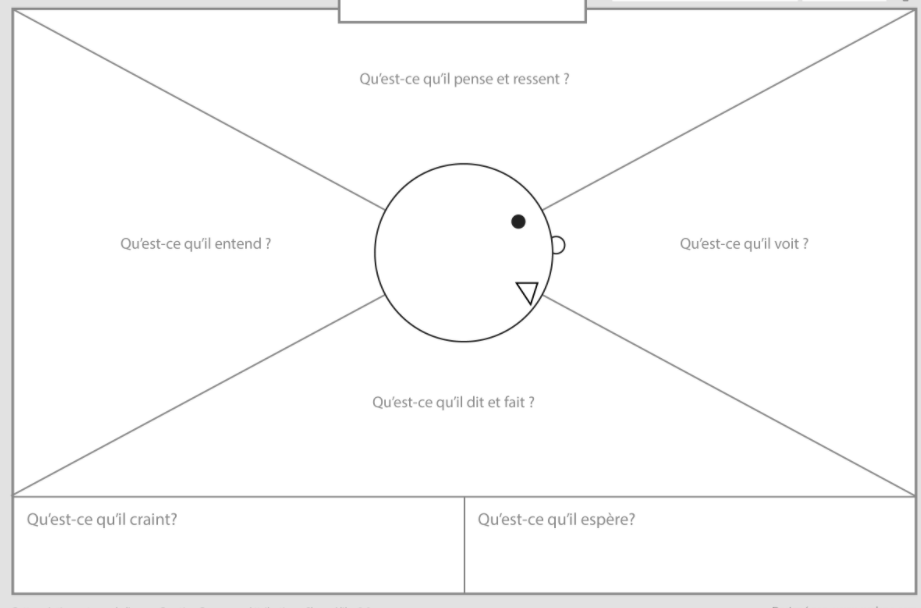 Qu'est-ce qu'il pense et ressent ?
Qu'est-ce qu'il entend ?
Qu'est-ce qu'il voit ?
Qu'est-ce qu'il dit et fait ?
Qu'est-ce qu'il craint?
Qu'est-ce qu'il espère?